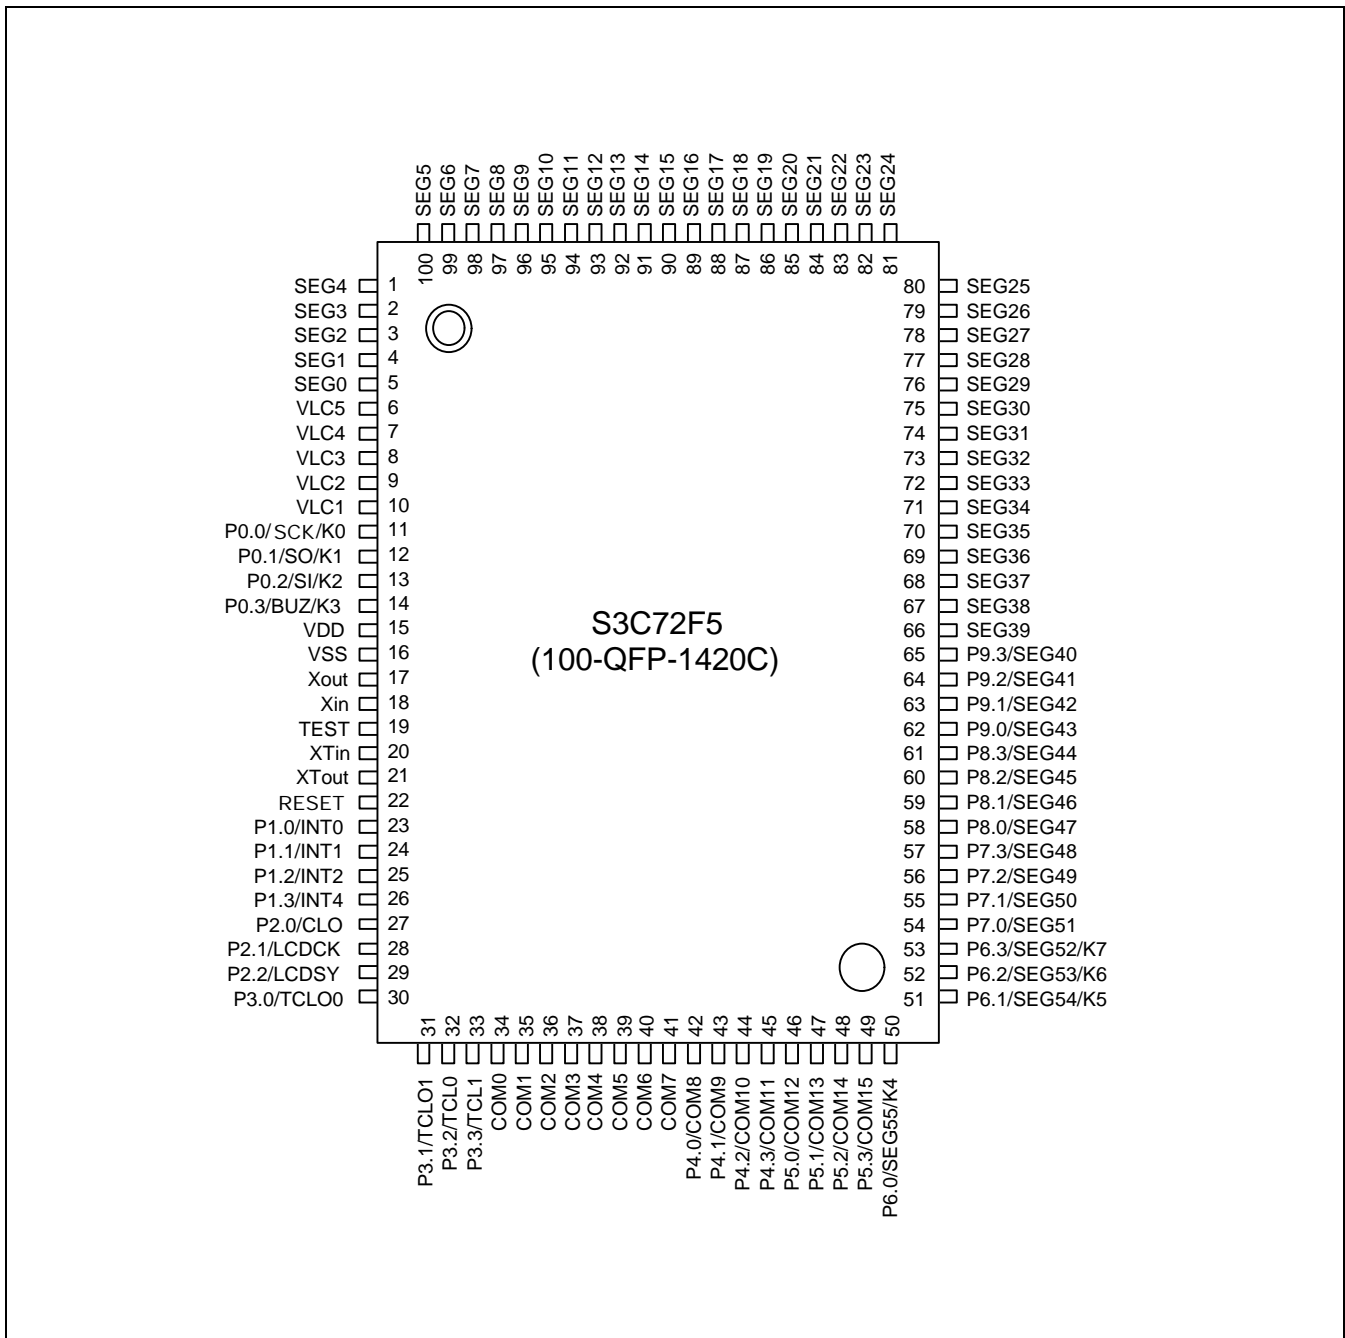 SEG5
SEG6
SEG7
SEG8
SEG9
SEG10
SEG11
SEG12
SEG13
SEG14
SEG15
SEG16
SEG17
SEG18
SEG19
SEG20
SEG21
SEG22
SEG23
SEG24
100
99
98
97
96
95
94
93
92
91
90
89
88
87
86
85
84
83
82
81
SEG4 1
SEG3 2
SEG2 3
SEG1 4
SEG0 5
VLC5 6
VLC4 7
VLC3 8
VLC2 9
VLC1 10
P0.0/SCK/K0 11
P0.1/SO/K1 12
P0.2/SI/K2 13
P0.3/BUZ/K3 14
VDD 15
VSS 16
Xout 17
Xin 18
TEST 19
XTin 20
XTout 21
RESET 22
P1.0/INT0 23
P1.1/INT1 24
P1.2/INT2 25
P1.3/INT4 26
P2.0/CLO 27
P2.1/LCDCK 28
P2.2/LCDSY 29
P3.0/TCLO0 30
S3C72F5
(100-QFP-1420C)
80 SEG25
79 SEG26
78 SEG27
77 SEG28
76 SEG29
75 SEG30
74 SEG31
73 SEG32
72 SEG33
71 SEG34
70 SEG35
69 SEG36
68 SEG37
67 SEG38
66 SEG39
65 P9.3/SEG40
64 P9.2/SEG41
63 P9.1/SEG42
62 P9.0/SEG43
61 P8.3/SEG44
60 P8.2/SEG45
59 P8.1/SEG46
58 P8.0/SEG47
57 P7.3/SEG48
56 P7.2/SEG49
55 P7.1/SEG50
54 P7.0/SEG51
53 P6.3/SEG52/K7
52 P6.2/SEG53/K6
51 P6.1/SEG54/K5
31
32
33
34
35
36
37
38
39
40
41
42
43
44
45
46
47
48
49
50
P3.1/TCLO1
P3.2/TCL0
P3.3/TCL1
COM0
COM1
COM2
COM3
COM4
COM5
COM6
COM7
P4.0/COM8
P4.1/COM9
P4.2/COM10
P4.3/COM11
P5.0/COM12
P5.1/COM13
P5.2/COM14
P5.3/COM15
P6.0/SEG55/K4